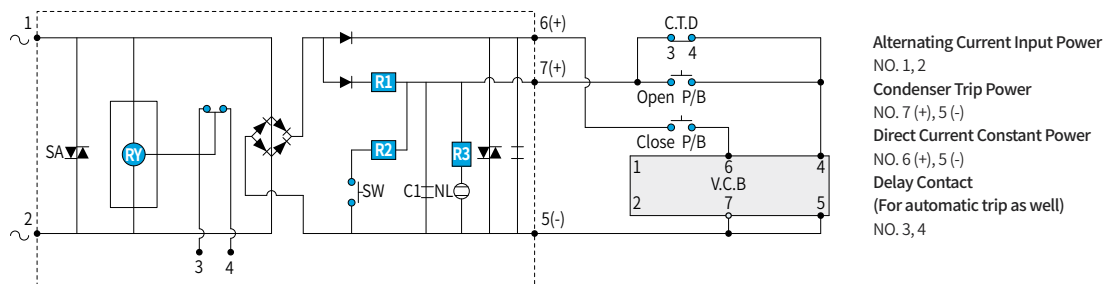 1
6(+)
C.T.D
3 4
7(+)
R1
Open P/B
R2
Close P/B
SA
RY
R3
SW
C1
NL
1 6 4
V.C.B
2 7 5
2
5(-)
3 4
Alternating Current Input Power
NO. 1, 2
Condenser Trip Power
NO. 7 (+), 5 (-)
Direct Current Constant Power
NO. 6 (+), 5 (-)
Delay Contact
(For automatic trip as well)
NO. 3, 4